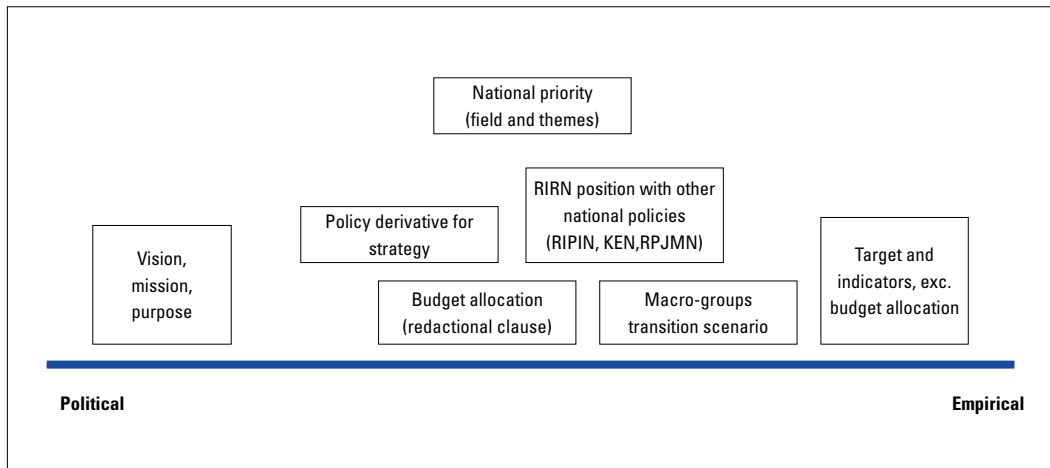 National priority
(field and themes)
RIRN position with other
national policies
(RIPIN, KEN,RPJMN)
Policy derivative for
strategy
Vision,
mission,
purpose
Target and
indicators, exc.
budget allocation
Budget allocation
(redactional clause)
Macro-groups
transition scenario
Political
Empirical